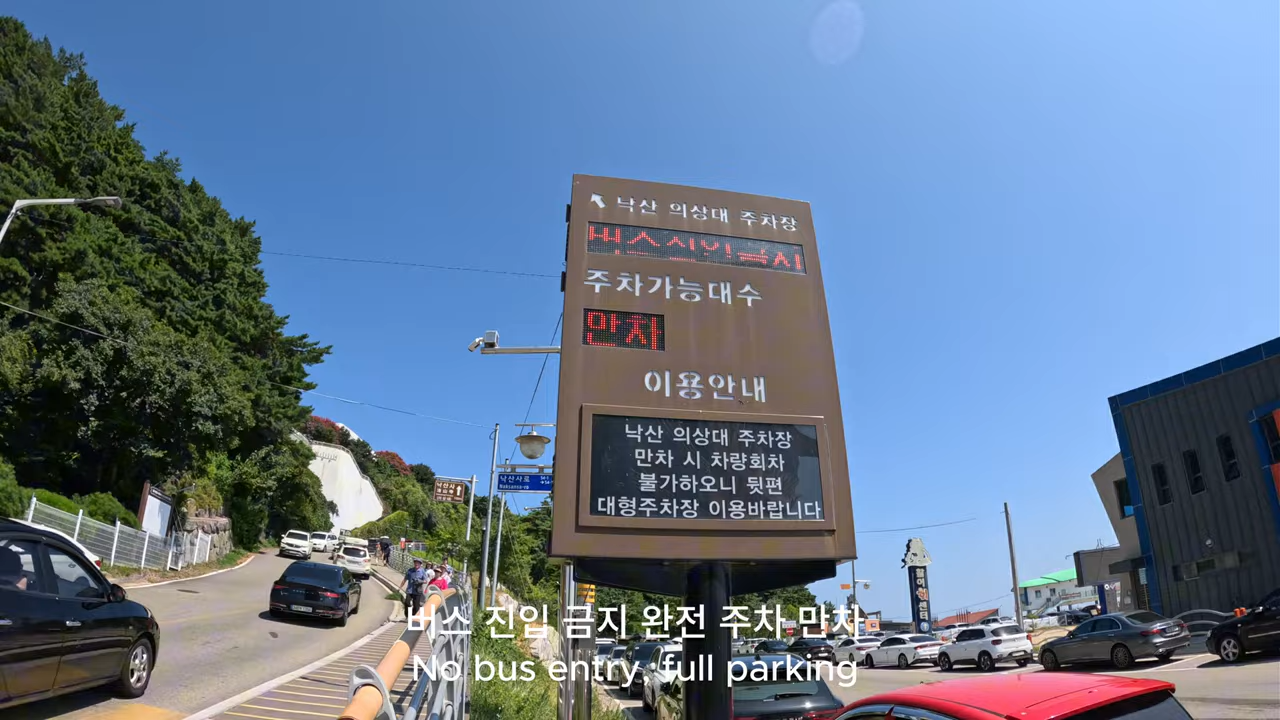 낙산 의상대 주차장
버스진입금지
주차가능대수
만차
이용안내
낙산 의상대 주차장
만차 시 차량회차
불가하오니 뒷편
대형주차장 이용바랍니다
낙산사로
버스 진입 금지 완전 주차 만차
No bus entry, full parking